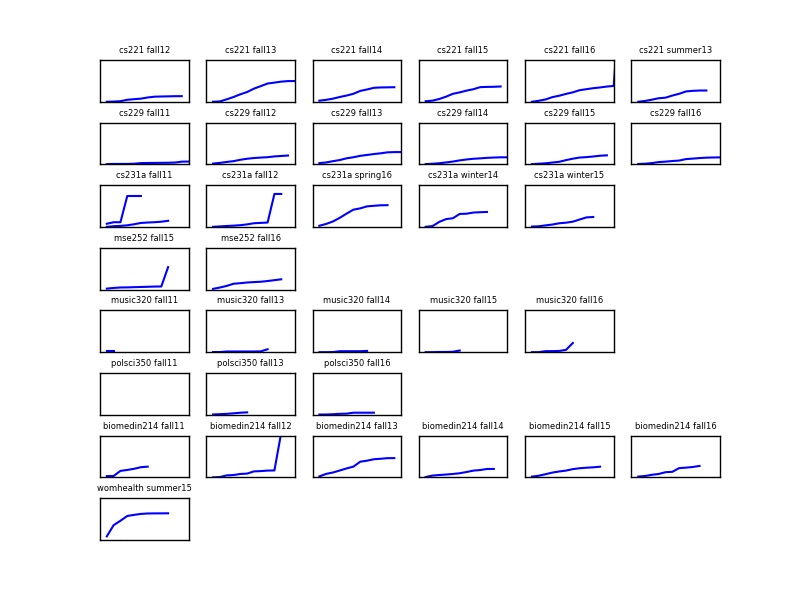 cs221 fall12 cs221 fall13 cs221 fall14 cs221 fall15 cs221 fall16 cs221 summer13
cs229 fall11 cs229 fall12 cs229 fall13 cs229 fall14 cs229 fall15 cs229 fall16
cs231a fall11 cs231a fall12 cs231a spring16 cs231a winter14 cs231a winter15
mse252 fall15 mse252 fall16
music320 fall11 music320 fall13 music320 fall14 music320 fall15 music320 fall16
polsci350 fall11 polsci350 fall13 polsci350 fall16
biomedin214 fall11 biomedin214 fall12 biomedin214 fall13 biomedin214 fall14 biomedin214 fall15 biomedin214 fall16
womhealth summer15